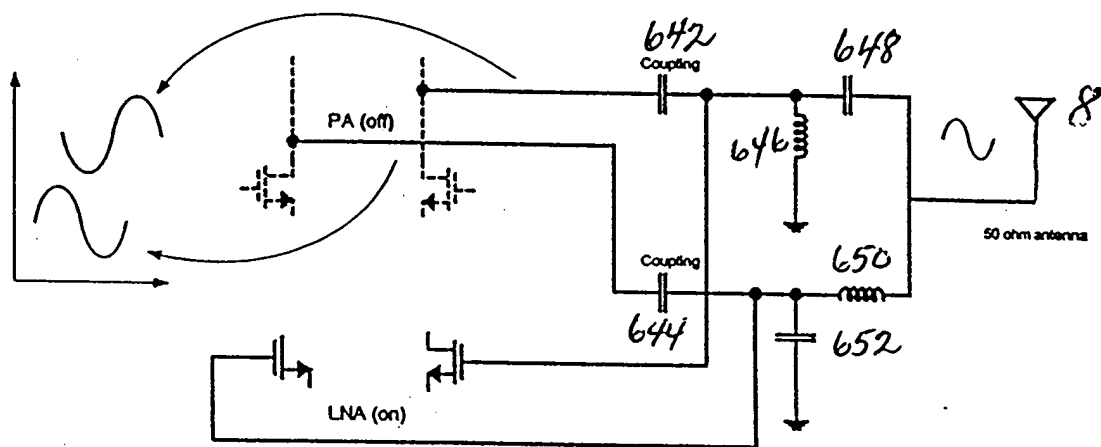 642
648
Coupling
PA (off)
646
8
50 ohm antenna
Coupling
650
644
652
LNA (on)